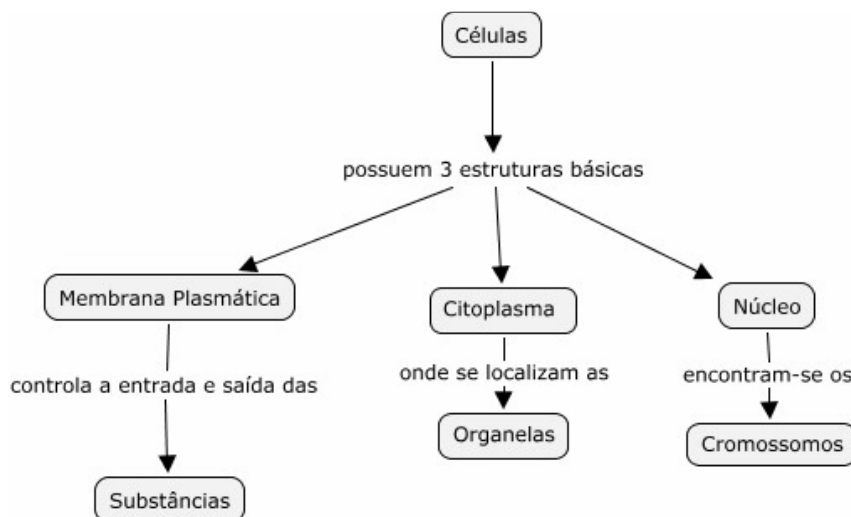 Células
possuem 3 estruturas básicas
Membrana Plasmática
Citoplasma
Núcleo
controla a entrada e saída das
onde se localizam as
encontram-se os
Substâncias
Organelas
Cromossomos